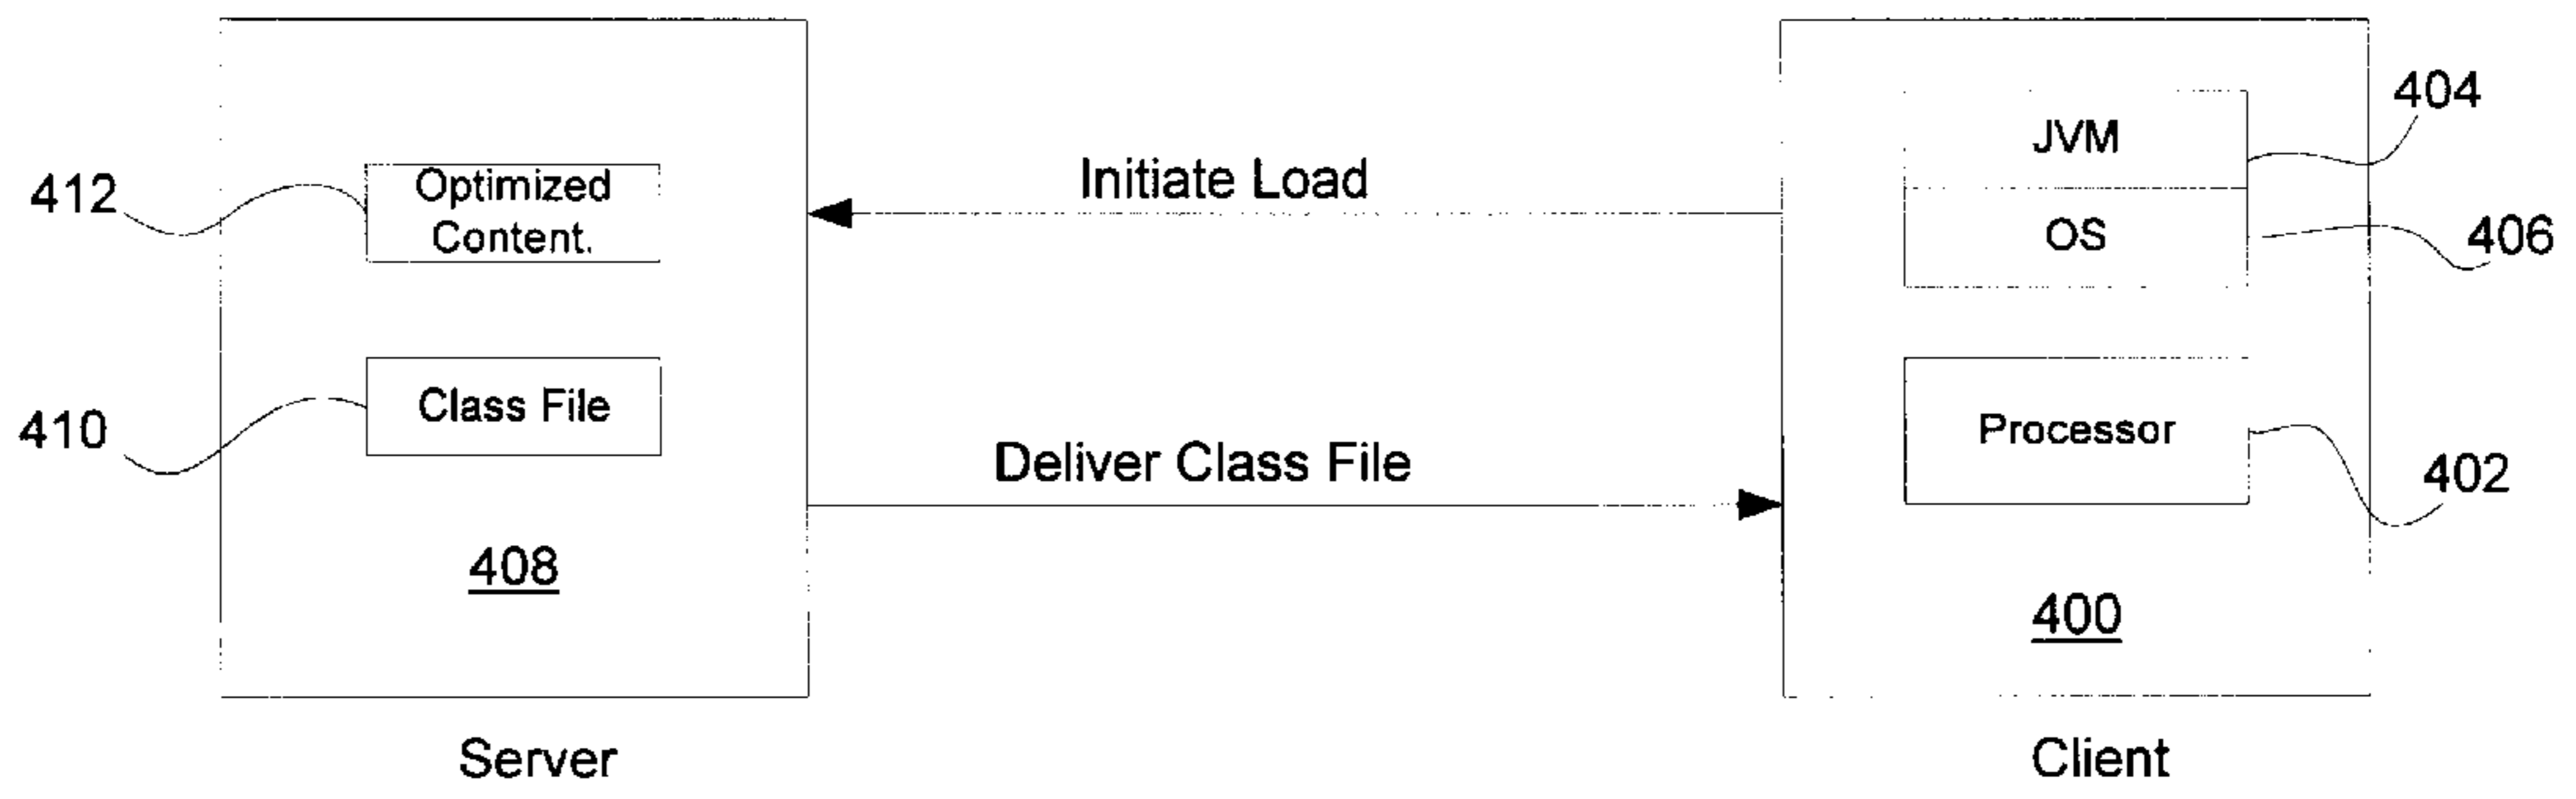 404
JVM
412
Optimized
Content.
Initiate Load
OS
406
410
Class File
Deliver Class File
Processor
402
408
400
Server
Client